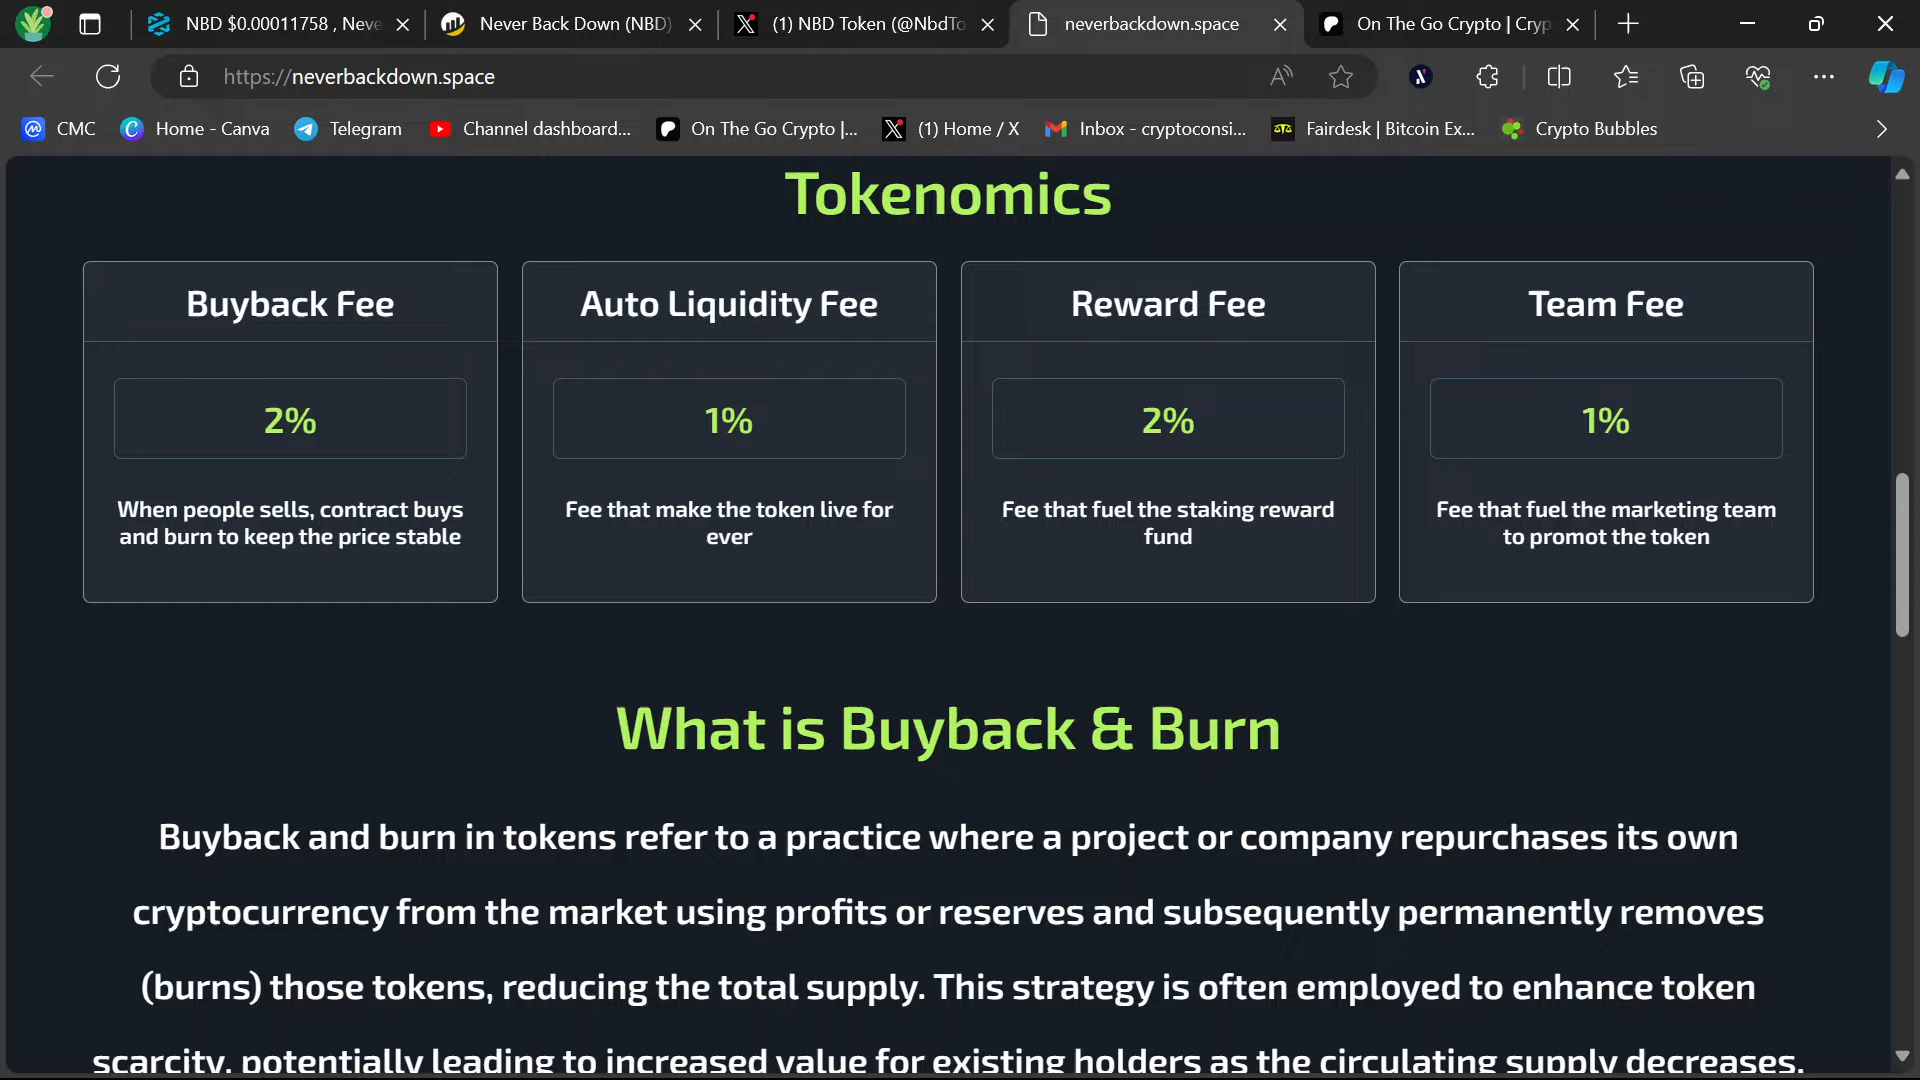 NBD $0.00011758 , Neve
Never Back Down (NBD)
(1) NBD Token (@NbdTo
neverbackdown.space
On The Go Crypto | Cryp
https://neverbackdown.space
CMC
Home - Canva
Telegram
Channel dashboard...
On The Go Crypto |...
(1) Home / X
Inbox - cryptoconsi...
Fairdesk | Bitcoin Ex...
Crypto Bubbles
Tokenomics
Buyback Fee
2%
When people sells, contract buys
and burn to keep the price stable
Auto Liquidity Fee
1%
Fee that make the token live for
ever
Reward Fee
2%
Fee that fuel the staking reward
fund
Team Fee
1%
Fee that fuel the marketing team
to promot the token
What is Buyback & Burn
Buyback and burn in tokens refer to a practice where a project or company repurchases its own
cryptocurrency from the market using profits or reserves and subsequently permanently removes
(burns) those tokens, reducing the total supply. This strategy is often employed to enhance token
scarcity, potentially leading to increased value for existing holders as the circulating supply decreases.